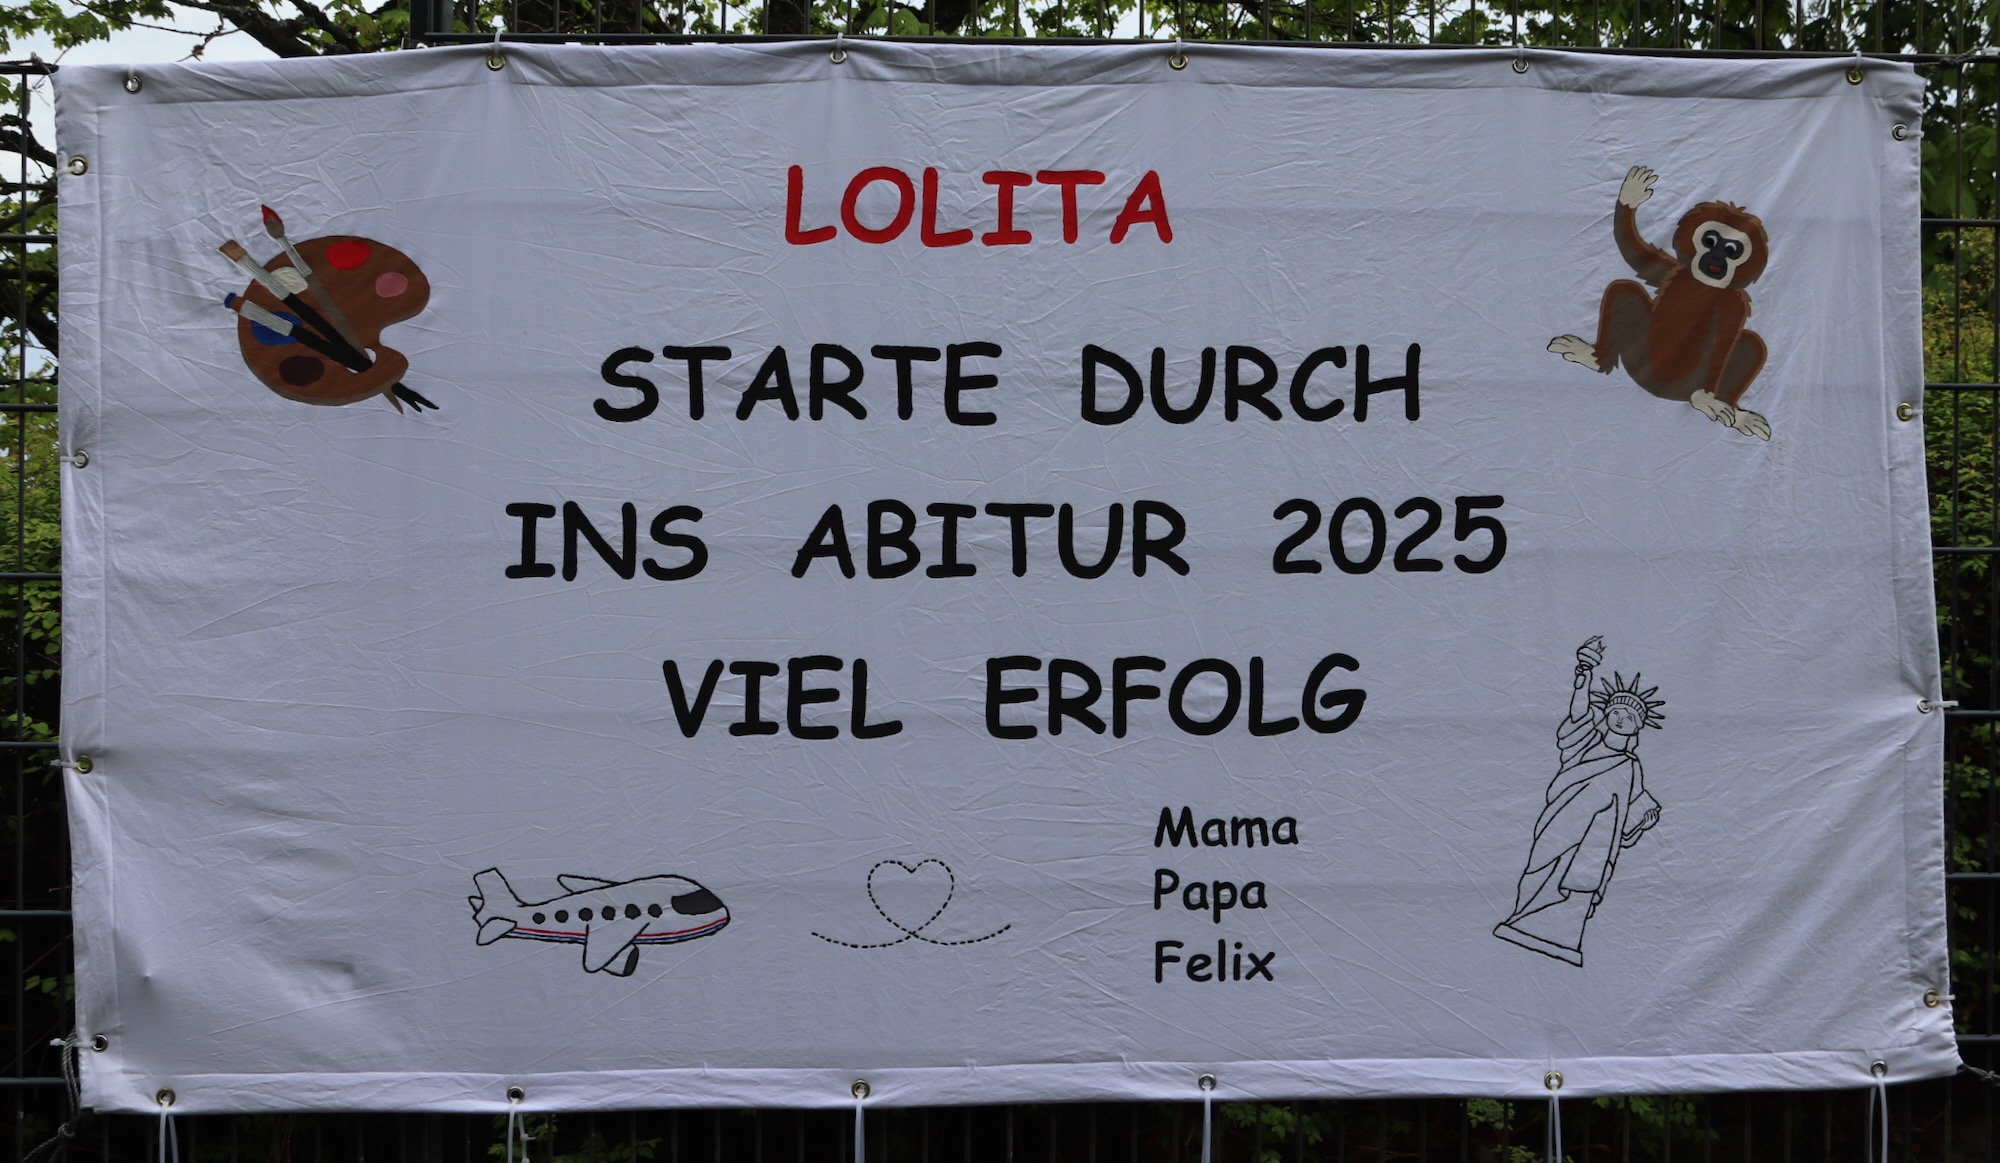 LOLITA
STARTE DURCH
INS ABITUR 2025
VIEL ERFOLG
Mama
Papa
Felix